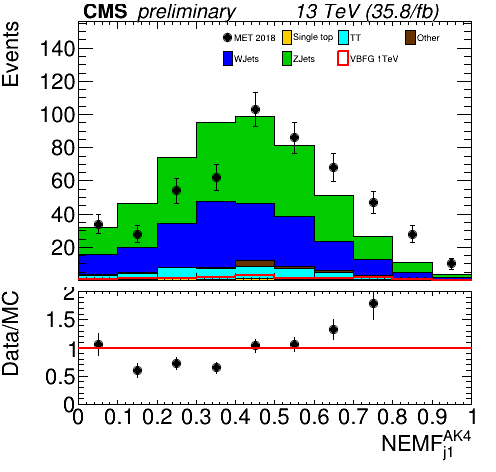 CMS preliminary 13 TeV (35.8/fb)
Events
MET 2018 Single top TT Other
WJets ZJets VBFG 1TeV
140
120
100
80
60
40
20
Data/MC
2
1.5
1
0.5
0
0 0.1 0.2 0.3 0.4 0.5 0.6 0.7 0.8 0.9 1
NEMF^{AK4}_{j1}